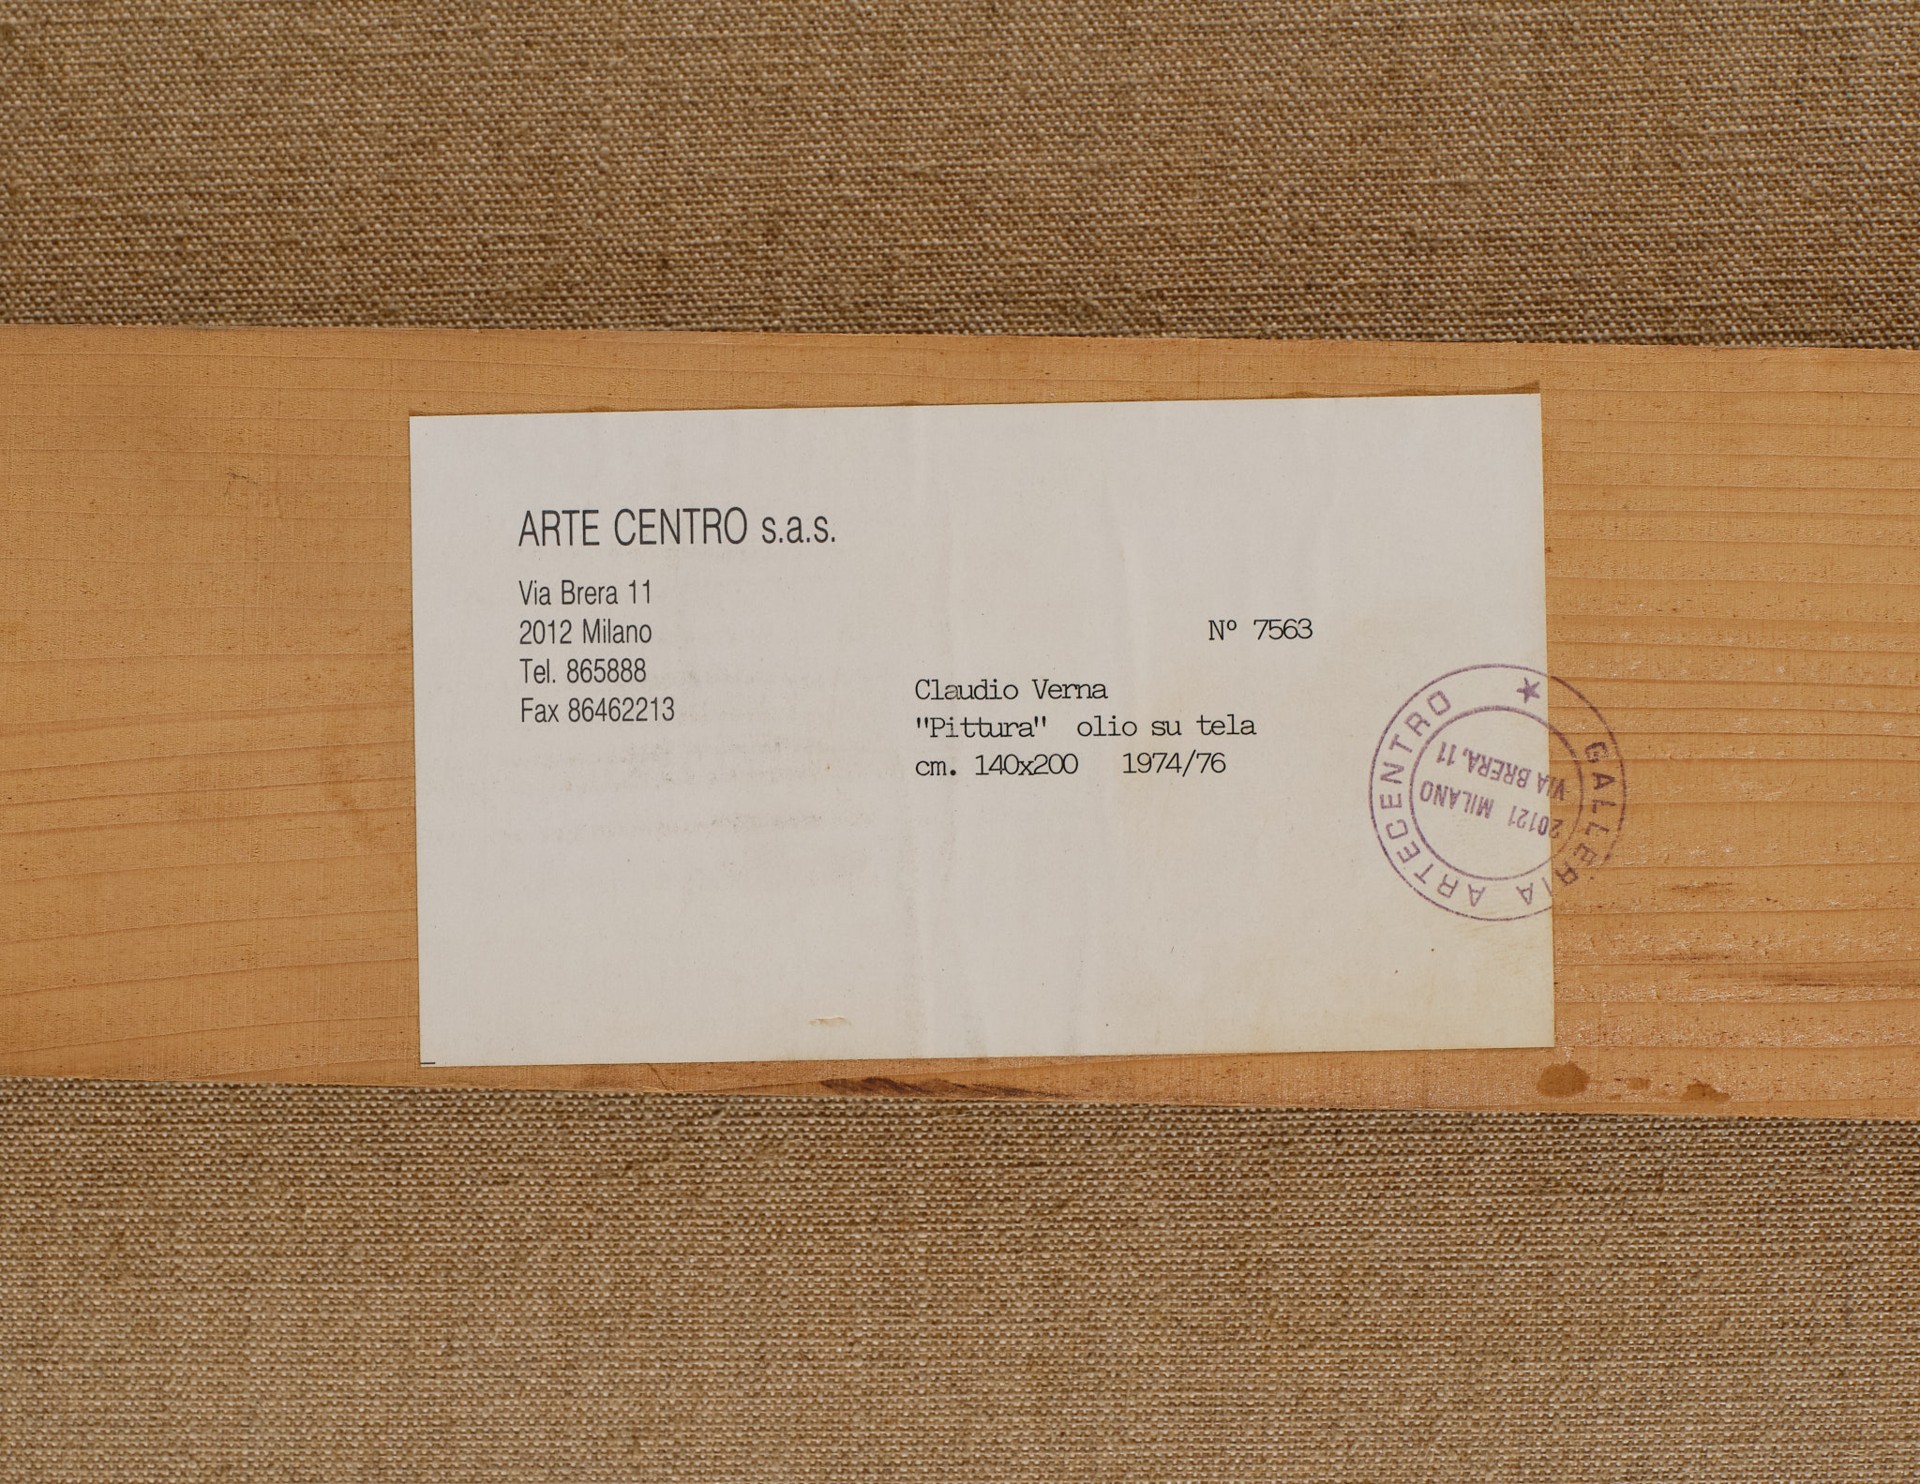 ARTE CENTRO s.a.s.
Via Brera 11
2012 Milano
Tel. 865888
Fax 86462213
Nº 7563
Claudio Verna
"Pittura" olio su tela
cm. 140x200 1974/76
GALLERIA ARTECENTRO ★
VIA BRERA, 11
20121 MILANO